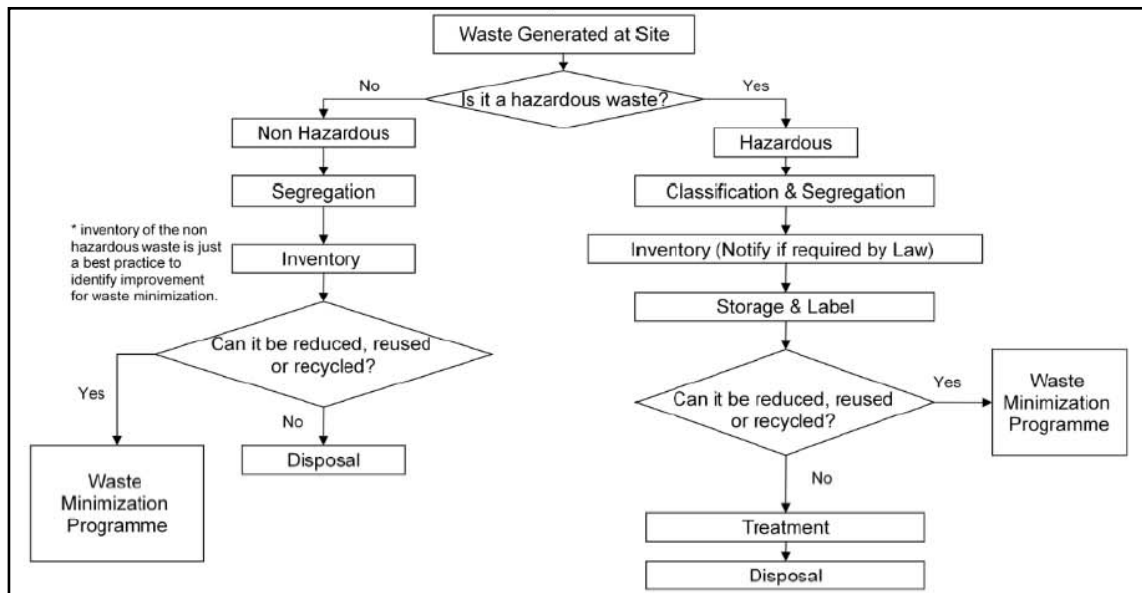 Waste Generated at Site
Is it a hazardous waste?
No
Yes
Non Hazardous
Segregation
* inventory of the non
hazardous waste is just
a best practice to
identify improvement
for waste minimization.
Inventory
Can it be reduced, reused
or recycled?
Yes
No
Waste
Minimization
Programme
Disposal
Hazardous
Classification & Segregation
Inventory (Notify if required by Law)
Storage & Label
Can it be reduced, reused
or recycled?
Yes
Waste
Minimization
Programme
No
Treatment
Disposal